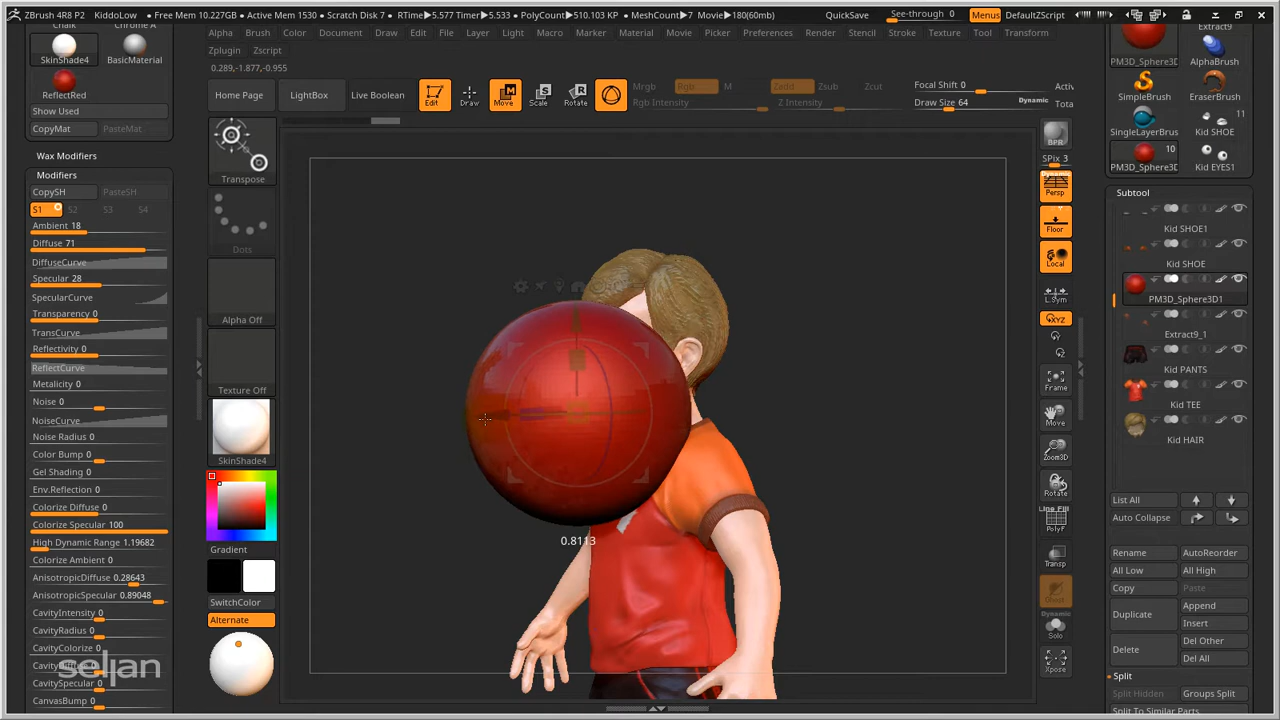 ZBrush 4R8 P2 KiddoLow • Free Mem 10.227GB • Active Mem 1530 • Scratch Disk 7 • RTime▶5.577 Timer▶5.533 • PolyCount▶510.103 KP • MeshCount▶7 Movie▶180(60mb) QuickSave See-through 0 Menus DefaultZScript
Alpha Brush Color Document Draw Edit File Layer Light Macro Marker Material Movie Picker Preferences Render Stencil Stroke Texture Tool Transform
Zplugin Zscript
0.289,-1.877,-0.955
Home Page LightBox Live Boolean Edit Draw Move Scale Rotate
Mrgb Rgb M Zadd Zsub Zcut
Rgb Intensity Z Intensity
Focal Shift 0
Draw Size 64 Dynamic
SkinShade4 BasicMaterial
ReflectRed
Show Used
CopyMat PasteMat
Wax Modifiers
Modifiers
CopySH PasteSH
S1 S2 S3 S4
Ambient 18
Diffuse 71
DiffuseCurve
Specular 28
SpecularCurve
Transparency 0
TransCurve
Reflectivity 0
ReflectCurve
Metalicity 0
Noise 0
NoiseCurve
Noise Radius 0
Color Bump 0
Gel Shading 0
Env.Reflection 0
Colorize Diffuse 0
Colorize Specular 100
High Dynamic Range 1.19682
Colorize Ambient 0
AnisotropicDiffuse 0.28643
AnisotropicSpecular 0.89048
CavityIntensity 0
CavityRadius 0
CavityColorize 0
CavitySpecular 0
CanvasBump 0
seljan
Transpose
Dots
Alpha Off
Texture Off
SkinShade4
Gradient
SwitchColor
Alternate
0.8113
BPR
SPix 3
Dynamic
Persp
Floor
Local
L.Sym
XYZ
Frame
Move
Zoom3D
Rotate
Line Fill
PolyF
Transp
Dynamic
Solo
Xpose
Extract9
PM3D_Sphere3D AlphaBrush
SimpleBrush EraserBrush
11
SingleLayerBrus Kid SHOE
10
PM3D_Sphere3D Kid EYES1
Subtool
Kid SHOE1
Kid SHOE
PM3D_Sphere3D1
Extract9_1
Kid PANTS
Kid TEE
Kid HAIR
List All
Auto Collapse
Rename AutoReorder
All Low All High
Copy Paste
Duplicate Append
Insert
Delete Del Other
Del All
Split
Split Hidden Groups Split
Split To Similar Parts